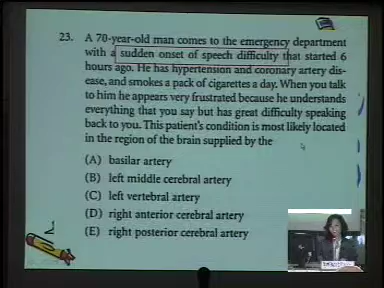 23. A 70-year-old man comes to the emergency department
with a sudden onset of speech difficulty that started 6
hours ago. He has hypertension and coronary artery dis-
ease, and smokes a pack of cigarettes a day. When you talk
to him he appears very frustrated because he understands
everything that you say but has great difficulty speaking
back to you. This patient's condition is most likely located
in the region of the brain supplied by the
(A) basilar artery
(B) left middle cerebral artery
(C) left vertebral artery
(D) right anterior cerebral artery
(E) right posterior cerebral artery